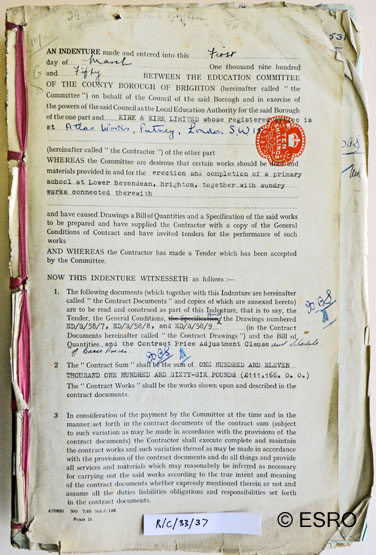 AN INDENTURE made and entered into this First
day of March One thousand nine hundred
and Fifty BETWEEN THE EDUCATION COMMITTEE
OF THE COUNTY BOROUGH OF BRIGHTON (hereinafter called " the
Committee ") on behalf of the Council of the said Borough and in exercise of
the powers of the said Council as the Local Education Authority for the said Borough
of the one part and KIRK & KIRK LIMITED whose registered office is
at Atlas Works, Putney, London S.W.15
(hereinafter called " the Contractor ") of the other part
WHEREAS the Committee are desirous that certain works should be
materials provided in and for the erection and completion of a primary
school at Lower Bevendean, Brighton, together with sundry
works connected therewith
and have caused Drawings a Bill of Quantities and a Specification of the said works
to be prepared and have supplied the Contractor with a copy of the General
Conditions of Contract and have invited tenders for the performance of such
works
AND WHEREAS the Contractor has made a Tender which has been accepted
by the Committee.
NOW THIS INDENTURE WITNESSETH as follows :—
1. The following documents (which together with this Indenture are hereinafter
called " the Contract Documents " and copies of which are annexed hereto)
are to be read and construed as part of this Indenture, that is to say, the
Tender, the General Conditions, the Specification the Drawings numbered
ND/G/58/7, ND/G/58/8, and ND/G/58/9 (in the Contract
Documents hereinafter called " the Contract Drawings ") and the Bill of
Quantities, and the Contract Price Adjustment Clause and Schedule
of Basic Prices.
2 The " Contract Sum " shall be the sum of ONE HUNDRED AND ELEVEN
THOUSAND ONE HUNDRED AND SIXTY-SIX POUNDS (£111,166. 0. 0.)
The " Contract Works " shall be the works shown upon and described in the
contract documents.
3 In consideration of the payment by the Committee at the time and in the
manner set forth in the contract documents of the contract sum (subject
to such variation as may be made in accordance with the provisions of the
contract documents) the Contractor shall execute complete and maintain
the contract works and such variation thereof as may be made in accordance
with the provisions of the contract documents and do all things and provide
all services and materials which may reasonably be inferred as necessary
for carrying out the said works according to the true intent and meaning
of the contract documents whether expressly mentioned therein or not and
assume all the duties liabilities obligations and responsibilities set forth
in the contract documents.
R/C/33/37
© ESRO